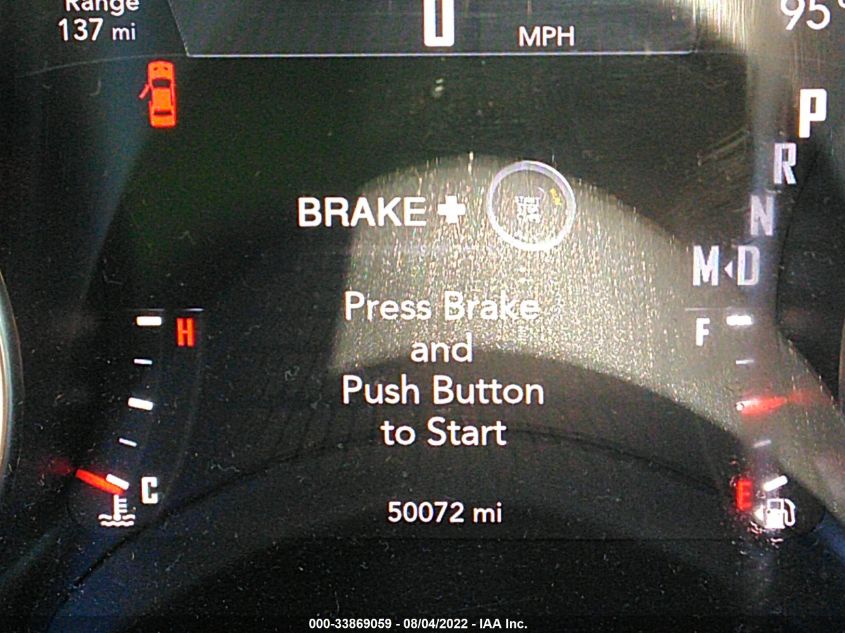 Range
137 mi
0
MPH
95°
P
R
N
M◂D
BRAKE +
START
Press Brake
and
Push Button
to Start
H
C
F
E
50072 mi
000-33869059 - 08/04/2022 - IAA Inc.